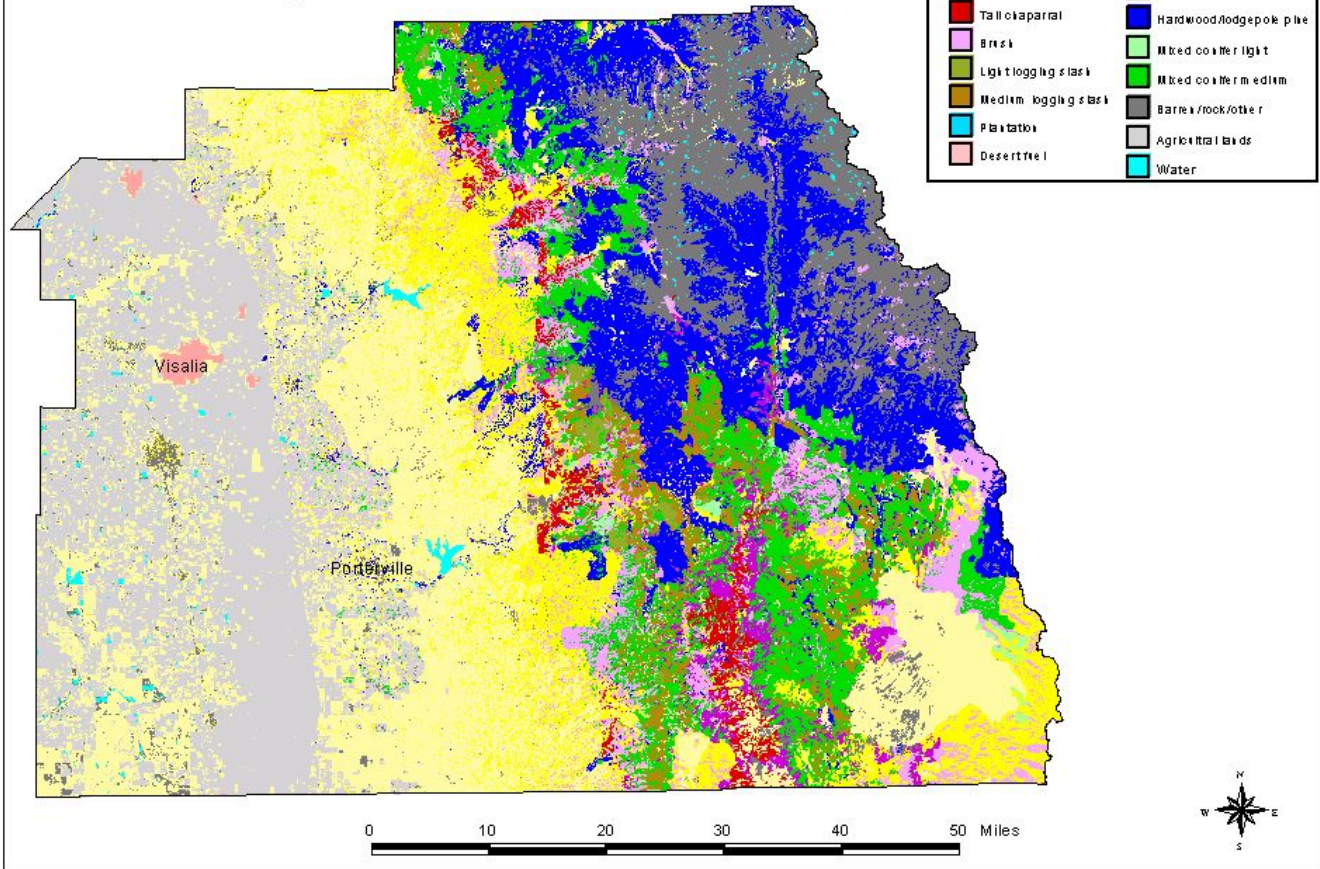 Tall chaparral
Brush
Light logging slash
Medium logging slash
Plantation
Desert fuel
Hardwood/lodgepole pine
Mixed conifer light
Mixed conifer medium
Barren/rock/other
Agricultral lands
Water
Visalia
Porterville
0 10 20 30 40 50 Miles
N
W E
S